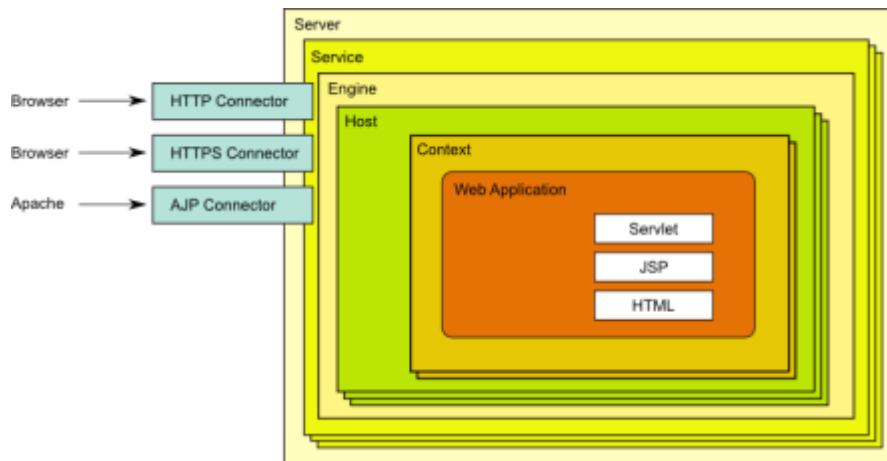 Server
Service
Engine
Browser
HTTP Connector
Host
Browser
HTTPS Connector
Context
Apache
AJP Connector
Web Application
Servlet
JSP
HTML